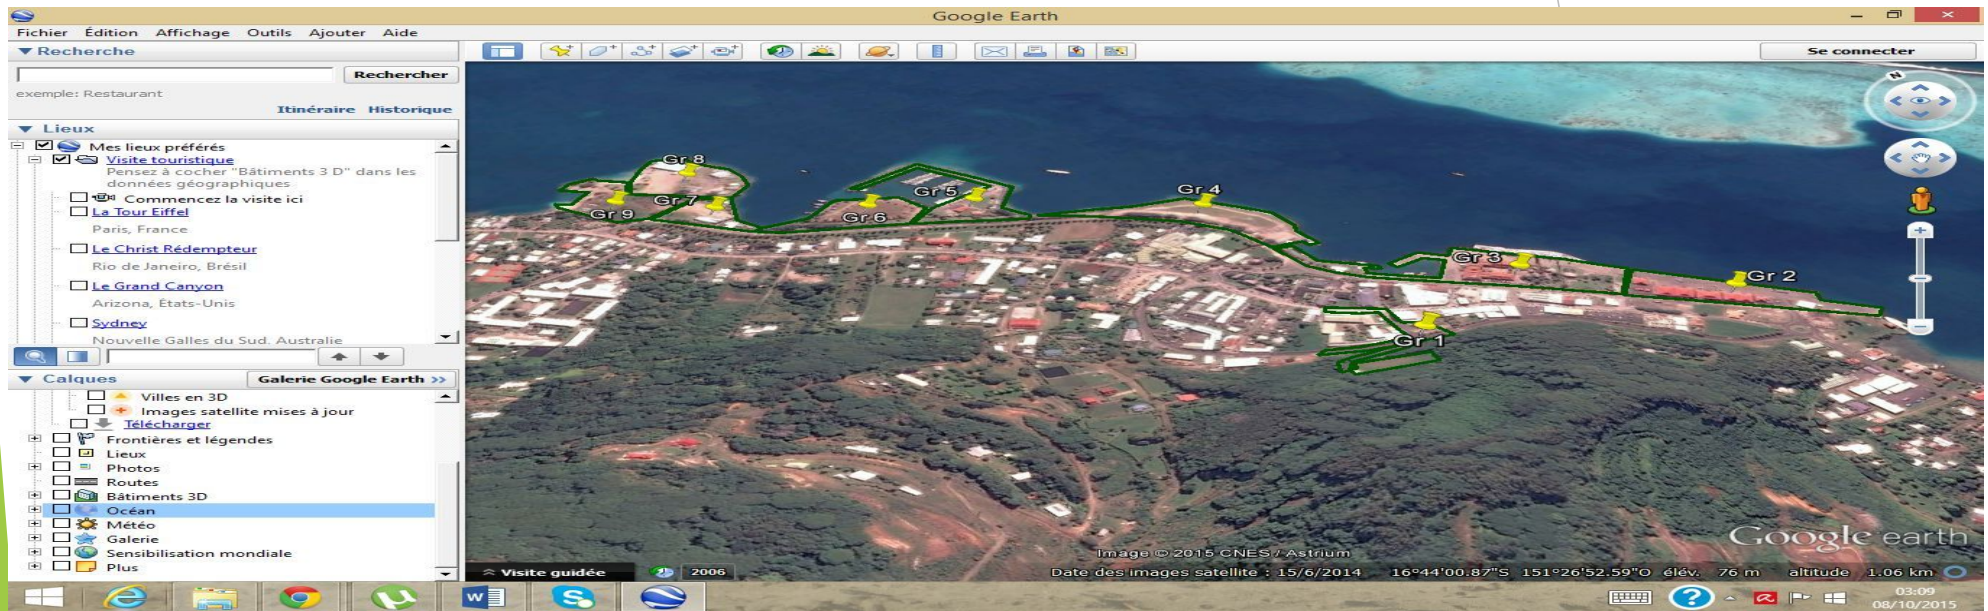 Google Earth
Fichier Édition Affichage Outils Ajouter Aide
Recherche
Se connecter
Rechercher
exemple: Restaurant
Itinéraire Historique
Lieux
Mes lieux préférés
Visite touristique
Pensez à cocher "Bâtiments 3 D" dans les
données géographiques
Commencez la visite ici
La Tour Eiffel
Paris, France
Le Christ Rédempteur
Rio de Janeiro, Brésil
Le Grand Canyon
Arizona, États-Unis
Sydney
Nouvelle Galles du Sud. Australie
Calques
Galerie Google Earth >>
Villes en 3D
Images satellite mises à jour
Télécharger
Frontières et légendes
Lieux
Photos
Routes
Bâtiments 3D
Océan
Météo
Galerie
Sensibilisation mondiale
Plus
N
Gr 8
Gr 9
Gr 7
Gr 6
Gr 5
Gr 4
Gr 3
Gr 2
Gr 1
Google earth
Image © 2015 CNES / Astrium
Visite guidée 2006
Date des images satellite : 15/6/2014 16°44'00.87"S 151°26'52.59"O élév. 76 m altitude 1.06 km
03:09
08/10/2015